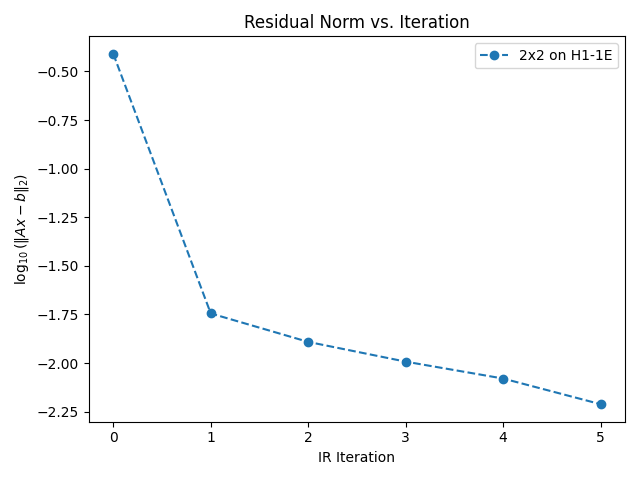 Residual Norm vs. Iteration
2x2 on H1-1E
log₁₀(‖Ax − b‖₂)
−0.50
−0.75
−1.00
−1.25
−1.50
−1.75
−2.00
−2.25
0 1 2 3 4 5
IR Iteration